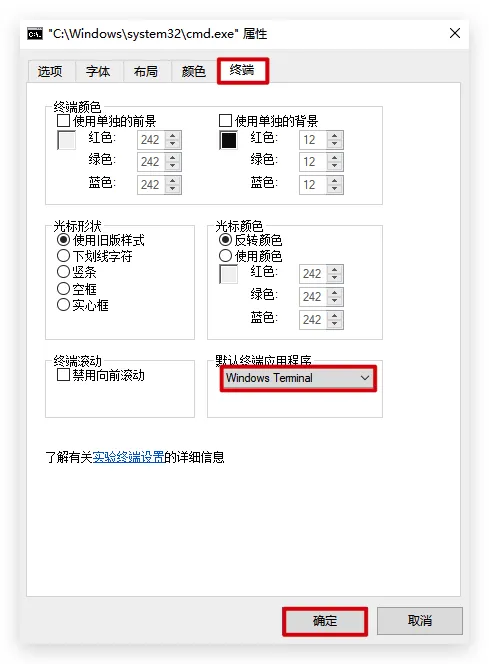 "C:\Windows\system32\cmd.exe" 属性
选项 字体 布局 颜色 终端
终端颜色
使用单独的前景 使用单独的背景
红色: 242 红色: 12
绿色: 242 绿色: 12
蓝色: 242 蓝色: 12
光标形状 光标颜色
使用旧版样式 反转颜色
下划线字符 使用颜色
竖条 红色: 242
空框 绿色: 242
实心框 蓝色: 242
终端滚动 默认终端应用程序
禁用向前滚动 Windows Terminal
了解有关实验终端设置的详细信息
确定 取消